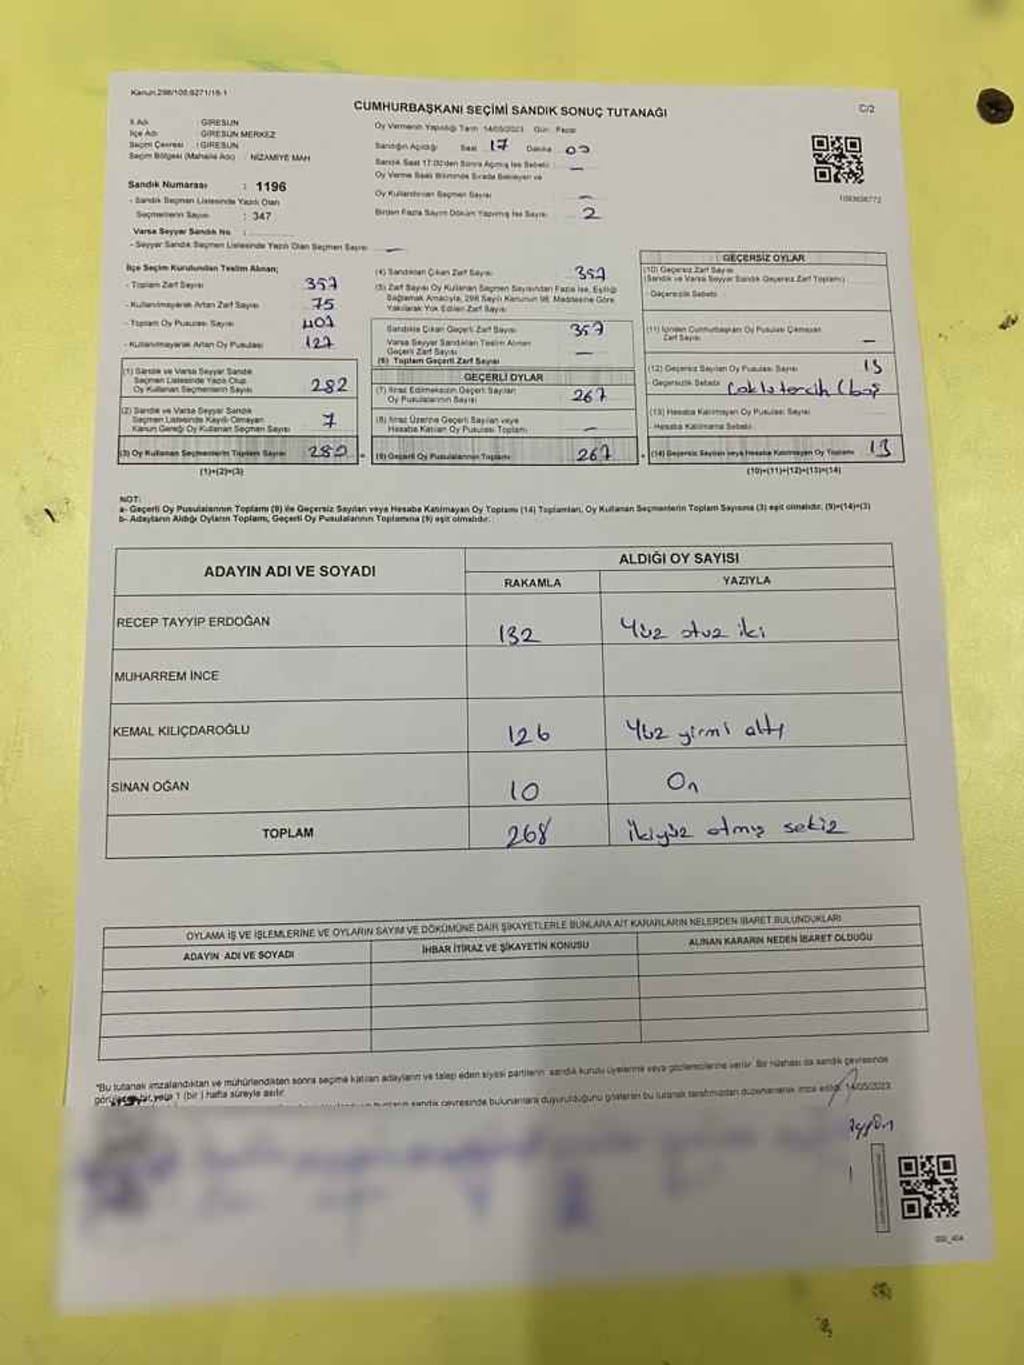 Kanun:298/105,6271/15-1
CUMHURBAŞKANI SEÇİMİ SANDIK SONUÇ TUTANAĞI
C/2
İl Adı : GİRESUN
İlçe Adı : GİRESUN MERKEZ
Seçim Çevresi : GİRESUN
Seçim Bölgesi (Mahalle Adı) : NİZAMİYE MAH
Oy Vermenin Yapıldığı Tarih 14/05/2023 Gün: Pazar
Sandığın Açıldığı Saat 17 Dakika
Sandık Saat 17:00'den Sonra Açılmış İse Sebebi : —
Oy Verme Saati Bitiminde Sırada Bekleyen ve
Oy Kullandırılan Seçmen Sayısı —
Birden Fazla Sayım Döküm Yapılmış İse Sayısı 2
Sandık Numarası : 1196
- Sandık Seçmen Listesinde Yazılı Olan
Seçmenlerin Sayısı : 347
Varsa Seyyar Sandık No :
- Seyyar Sandık Seçmen Listesinde Yazılı Olan Seçmen Sayısı —
İlçe Seçim Kurulundan Teslim Alınan;
- Toplam Zarf Sayısı 357
- Kullanılmayarak Artan Zarf Sayısı 75
- Toplam Oy Pusulası Sayısı 407
- Kullanılmayarak Artan Oy Pusulası 127
(1) Sandık ve Varsa Seyyar Sandık
Seçmen Listesinde Yazılı Olup
Oy Kullanan Seçmenlerin Sayısı 282
(2) Sandık ve Varsa Seyyar Sandık
Seçmen Listesinde Kayıtlı Olmayan
Kanun Gereği Oy Kullanan Seçmen Sayısı 7
(3) Oy Kullanan Seçmenlerin Toplam Sayısı
(1)+(2)=(3)
(4) Sandıktan Çıkan Zarf Sayısı 357
(5) Zarf Sayısı Oy Kullanan Seçmen Sayısından Fazla İse, Eşitliği
Sağlamak Amacıyla, 298 Sayılı Kanunun 98. Maddesine Göre
Yakılarak Yok Edilen Zarf Sayısı
Sandıkta Çıkan Geçerli Zarf Sayısı 357
Varsa Seyyar Sandıktan Teslim Alınan
Geçerli Zarf Sayısı —
(6) Toplam Geçerli Zarf Sayısı
GEÇERLİ OYLAR
(7) İtiraz Edilmeksizin Geçerli Sayılan
Oy Pusulalarının Sayısı 267
(8) İtiraz Üzerine Geçerli Sayılan veya
Hesaba Katılan Oy Pusulası Toplamı —
(9) Geçerli Oy Pusulalarının Toplamı 267
GEÇERSİZ OYLAR
(10) Geçersiz Zarf Sayısı
(Sandık ve Varsa Seyyar Sandık Geçersiz Zarf Toplamı)
- Geçersizlik Sebebi
(11) İçinden Cumhurbaşkanı Oy Pusulası Çıkmayan
Zarf Sayısı —
(12) Geçersiz Sayılan Oy Pusulası Sayısı 13
- Geçersizlik Sebebi
(13) Hesaba Katılmayan Oy Pusulası Sayısı
- Hesaba Katılmama Sebebi
(14) Geçersiz Sayılan veya Hesaba Katılmayan Oy Toplamı 13
(10)+(11)+(12)+(13)=(14)
NOT:
a- Geçerli Oy Pusulalarının Toplamı (9) ile Geçersiz Sayılan veya Hesaba Katılmayan Oy Toplamı (14) Toplamları, Oy Kullanan Seçmenlerin Toplam Sayısına (3) eşit olmalıdır, (9)+(14)=(3)
b- Adayların Aldığı Oyların Toplamı, Geçerli Oy Pusulalarının Toplamına (9) eşit olmalıdır.
ADAYIN ADI VE SOYADI
ALDIĞI OY SAYISI
RAKAMLA YAZIYLA
RECEP TAYYİP ERDOĞAN 132 Yüz otuz iki
MUHARREM İNCE
KEMAL KILIÇDAROĞLU 126 Yüz yirmi altı
SİNAN OĞAN 10 On
TOPLAM 268 İkiyüz atmış sekiz
OYLAMA İŞ VE İŞLEMLERİNE VE OYLARIN SAYIM VE DÖKÜMÜNE DAİR ŞİKAYETLERLE BUNLARA AİT KARARLARIN NELERDEN İBARET BULUNDUKLARI
ADAYIN ADI VE SOYADI
İHBAR İTİRAZ VE ŞİKAYETİN KONUSU
ALINAN KARARIN NEDEN İBARET OLDUĞU
"Bu tutanak imzalandıktan ve mühürlendikten sonra seçime katılan adayların ve talep eden siyasi partilerin sandık kurulu üyelerine veya gözlemcilerine verilir. Bir nüshası da sandık çevresinde
bir yere 1 (bir) hafta süreyle asılır.
sandık çevresinde bulunanlara duyurulduğunu gösteren bu tutanak tarafımızdan düzenlenerek imza edildi. 14/05/2023